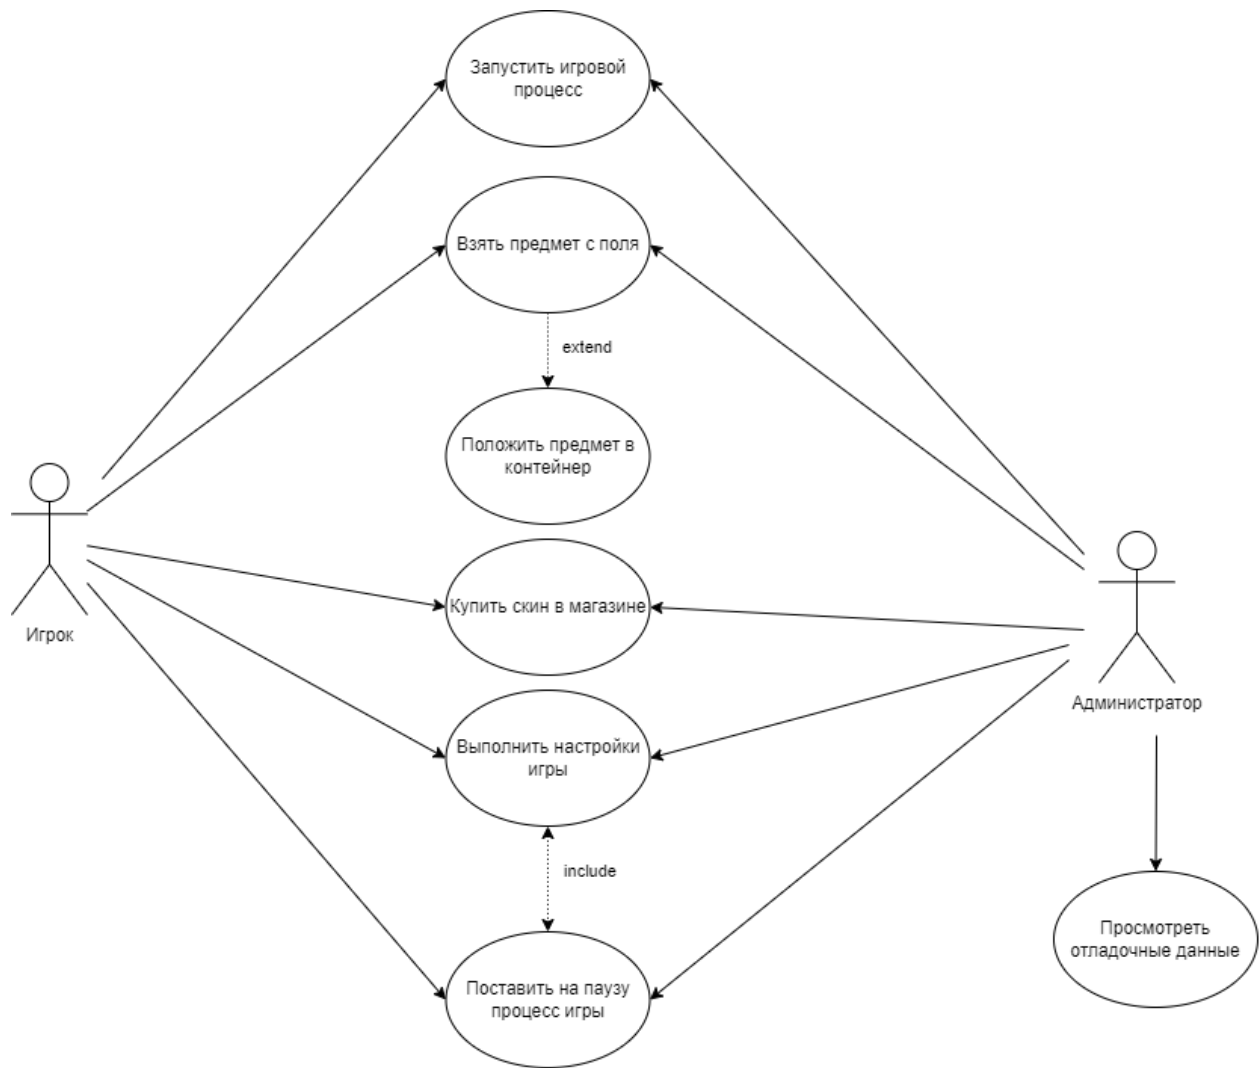 Запустить игровой
процесс
Взять предмет с поля
extend
Положить предмет в
контейнер
Игрок
Купить скин в магазине
Администратор
Выполнить настройки
игры
include
Просмотреть
отладочные данные
Поставить на паузу
процесс игры